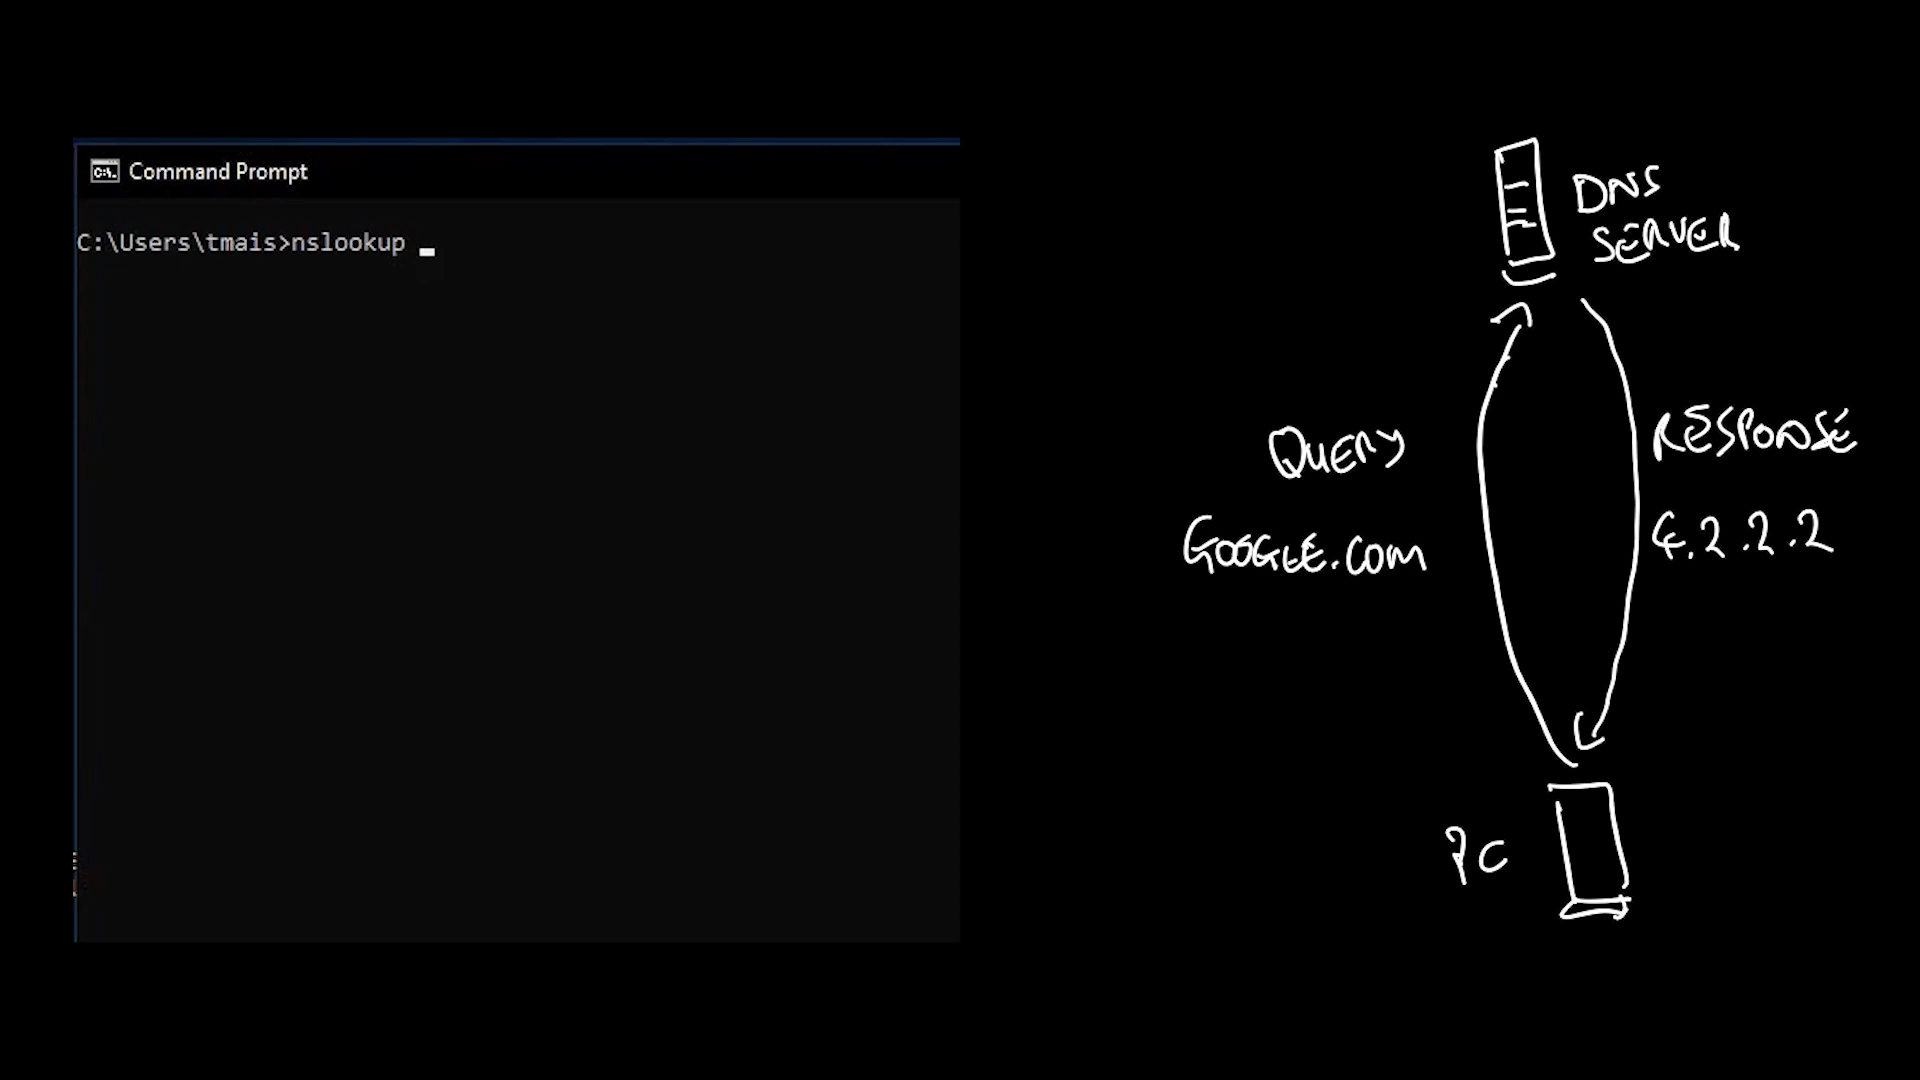 Command Prompt
C:\Users\tmais>nslookup
DNS
SERVER
QUERY
RESPONSE
GOOGLE.COM
4.2.2.2
PC